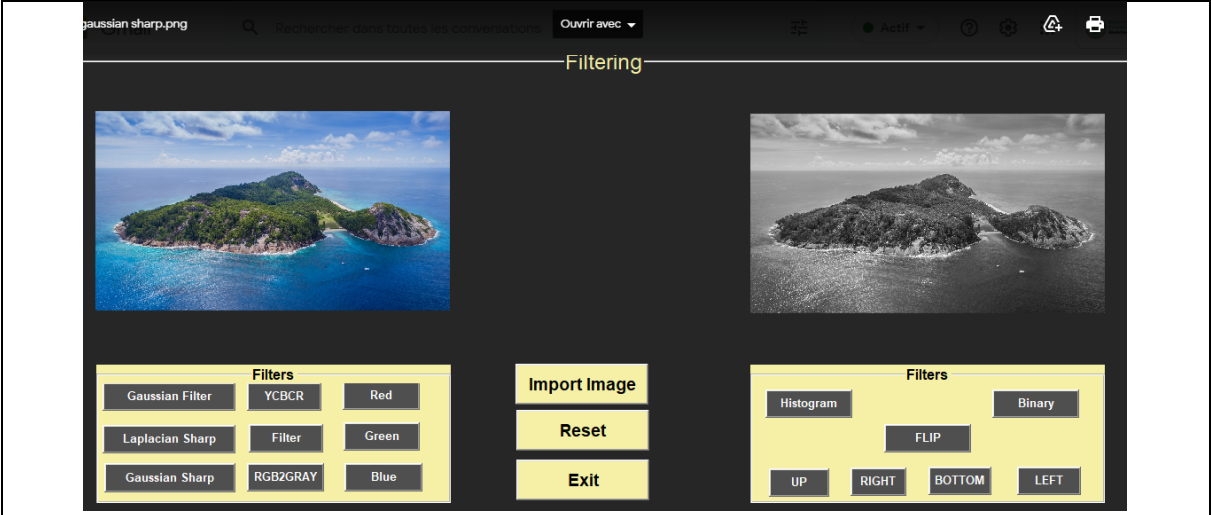 gaussian sharp.png
Gmail
Rechercher dans toutes les conversations
Ouvrir avec
Actif
Filtering
Filters
Gaussian Filter YCBCR Red
Laplacian Sharp Filter Green
Gaussian Sharp RGB2GRAY Blue
Import Image
Reset
Exit
Filters
Histogram Binary
FLIP
UP RIGHT BOTTOM LEFT